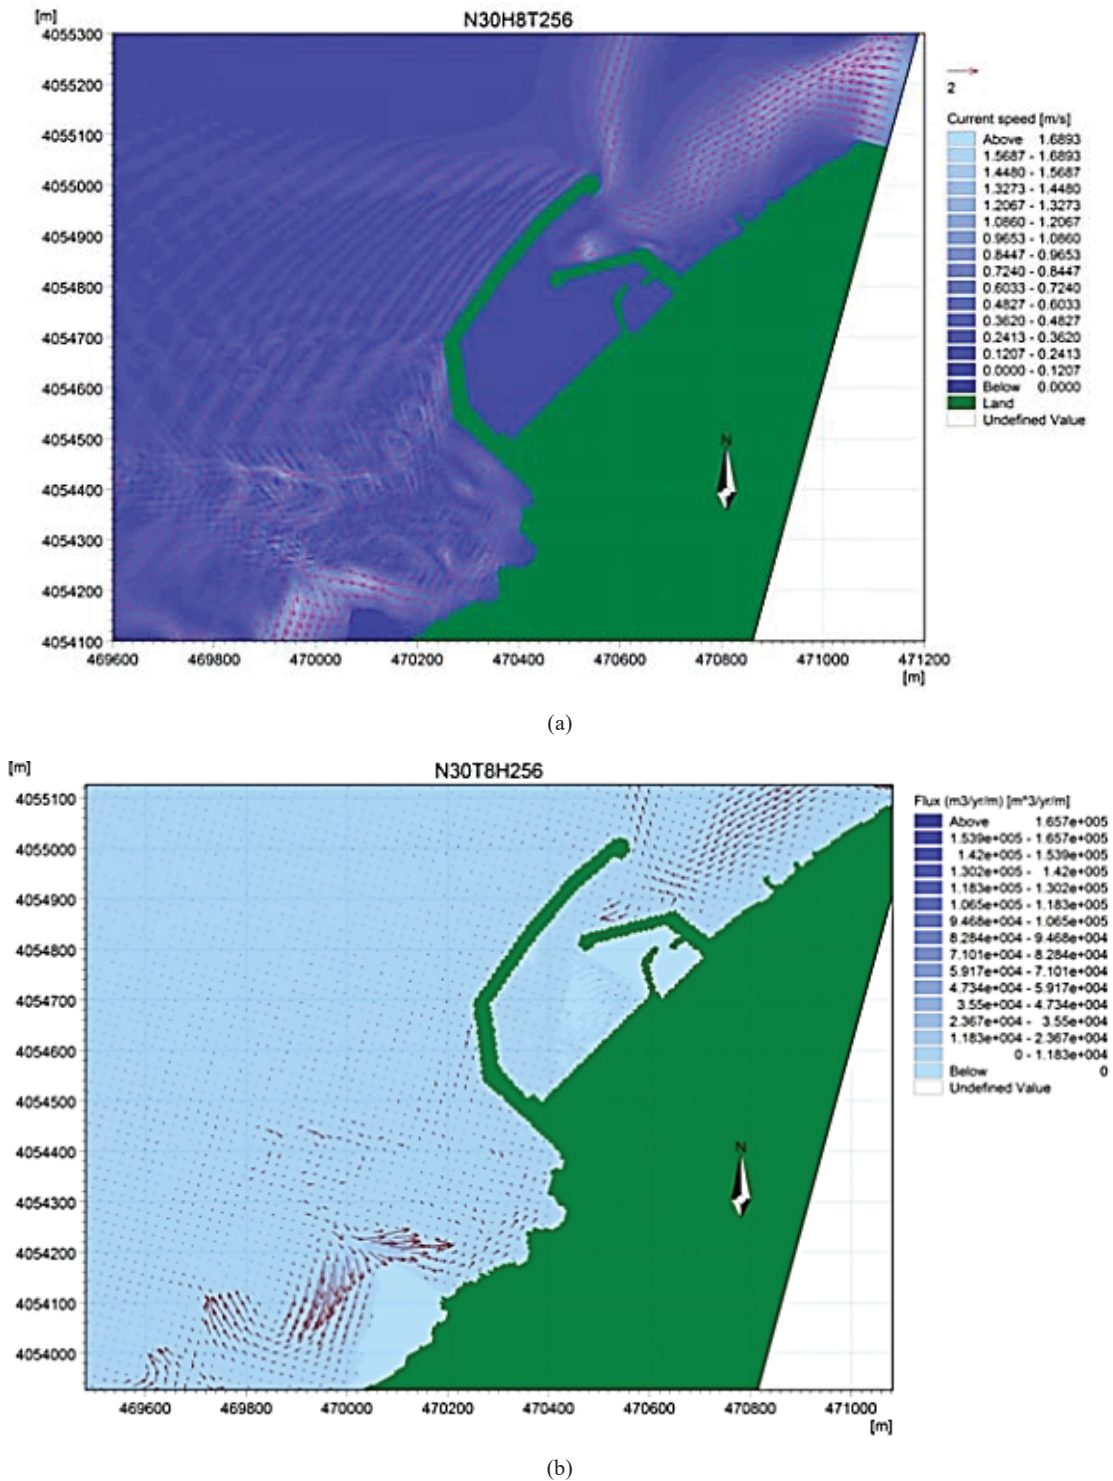 [m]
N30H8T256
4055300
4055200
4055100
4055000
4054900
4054800
4054700
4054600
4054500
4054400
4054300
4054200
4054100
469600 469800 470000 470200 470400 470600 470800 471000 471200
[m]
N
2
Current speed [m/s]
Above 1.6893
1.5687 - 1.6893
1.4480 - 1.5687
1.3273 - 1.4480
1.2067 - 1.3273
1.0860 - 1.2067
0.9653 - 1.0860
0.8447 - 0.9653
0.7240 - 0.8447
0.6033 - 0.7240
0.4827 - 0.6033
0.3620 - 0.4827
0.2413 - 0.3620
0.1207 - 0.2413
0.0000 - 0.1207
Below 0.0000
Land
Undefined Value
(a)
[m]
N30T8H256
4055100
4055000
4054900
4054800
4054700
4054600
4054500
4054400
4054300
4054200
4054100
4054000
469600 469800 470000 470200 470400 470600 470800 471000
[m]
N
Flux (m3/yr/m) [m^3/yr/m]
Above 1.657e+005
1.539e+005 - 1.657e+005
1.42e+005 - 1.539e+005
1.302e+005 - 1.42e+005
1.183e+005 - 1.302e+005
1.065e+005 - 1.183e+005
9.468e+004 - 1.065e+005
8.284e+004 - 9.468e+004
7.101e+004 - 8.284e+004
5.917e+004 - 7.101e+004
4.734e+004 - 5.917e+004
3.55e+004 - 4.734e+004
2.367e+004 - 3.55e+004
1.183e+004 - 2.367e+004
0 - 1.183e+004
Below 0
Undefined Value
(b)